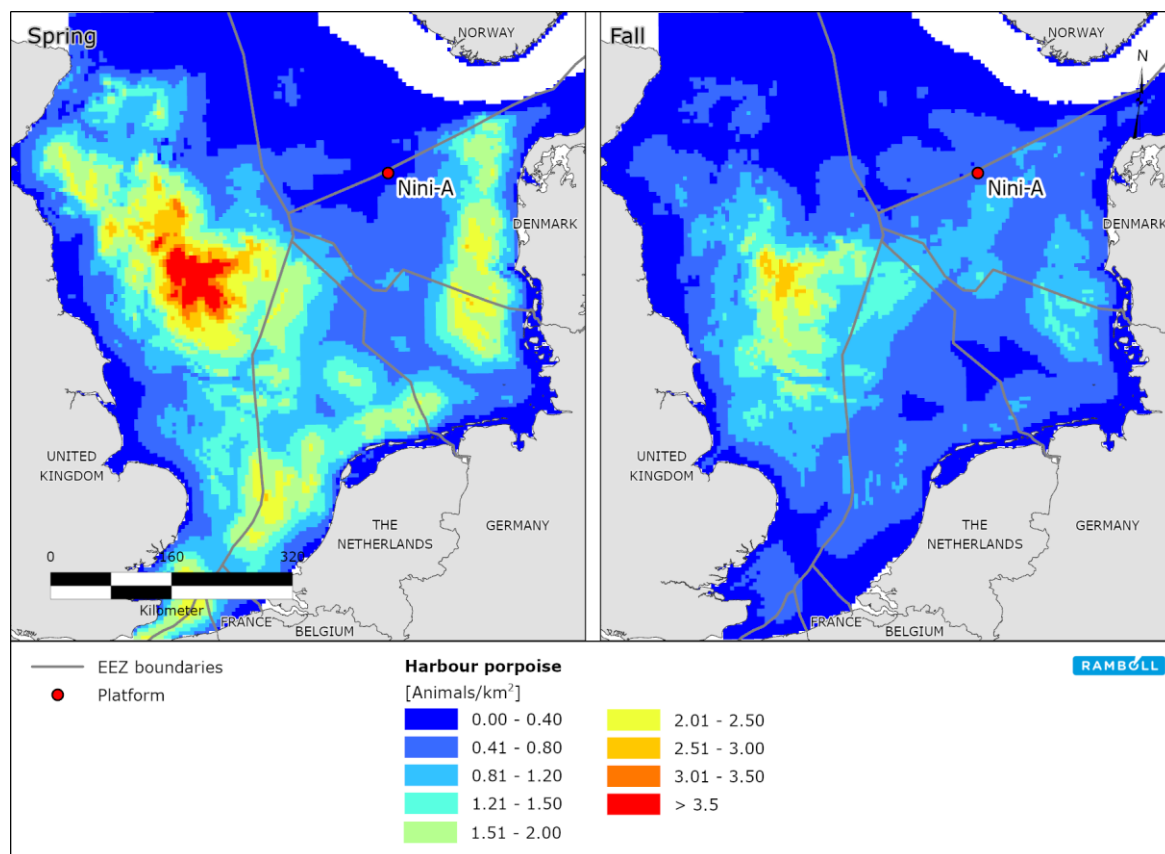 Spring
NORWAY
Nini-A
DENMARK
UNITED
KINGDOM
THE
NETHERLANDS
GERMANY
0 160 320
Kilometer
FRANCE
BELGIUM
Fall
NORWAY
N
Nini-A
DENMARK
UNITED
KINGDOM
THE
NETHERLANDS
GERMANY
FRANCE
BELGIUM
EEZ boundaries
Platform
Harbour porpoise
[Animals/km²]
0.00 - 0.40
0.41 - 0.80
0.81 - 1.20
1.21 - 1.50
1.51 - 2.00
2.01 - 2.50
2.51 - 3.00
3.01 - 3.50
> 3.5
RAMBOLL